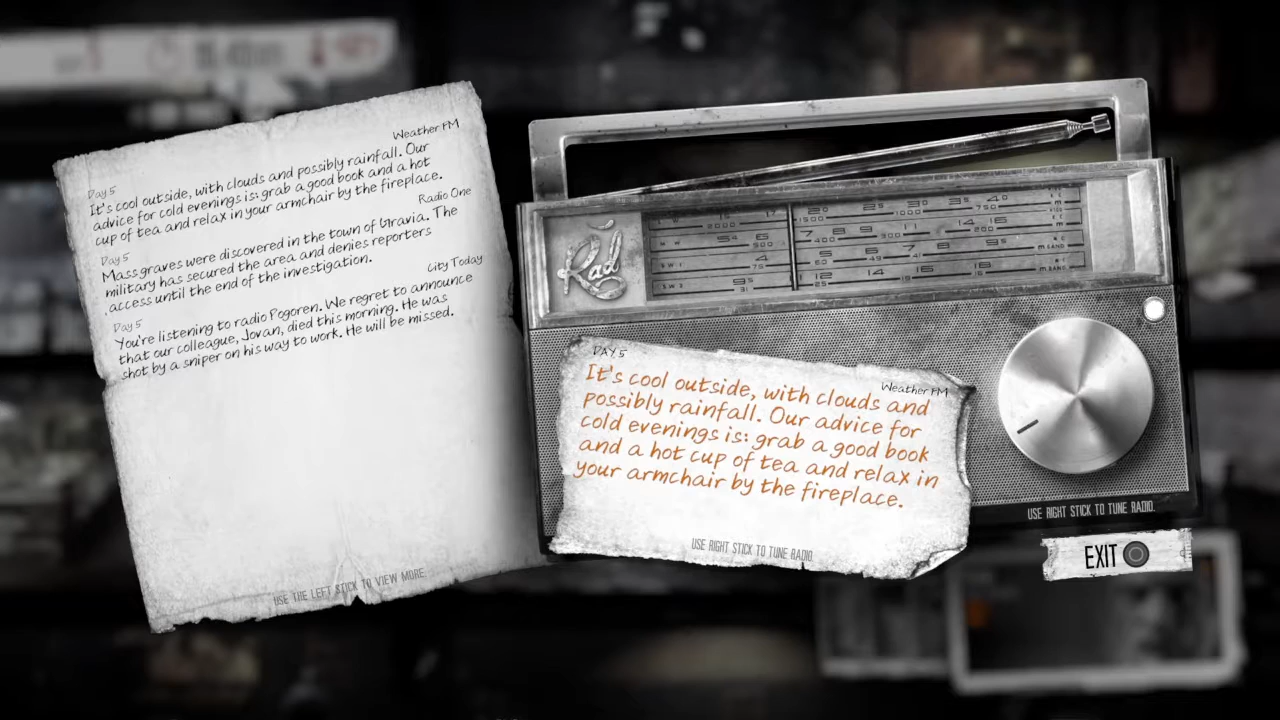 Weather FM
Day 5
It's cool outside, with clouds and possibly rainfall. Our
advice for cold evenings is: grab a good book and a hot
cup of tea and relax in your armchair by the fireplace.
Radio One
Day 5
Mass graves were discovered in the town of Gravia. The
military has secured the area and denies reporters
access until the end of the investigation.
City Today
Day 5
You're listening to radio Pogoren. We regret to announce
that our colleague, Jovan, died this morning. He was
shot by a sniper on his way to work. He will be missed.
USE THE LEFT STICK TO VIEW MORE.
Rad
DAY 5
Weather FM
It's cool outside, with clouds and
possibly rainfall. Our advice for
cold evenings is: grab a good book
and a hot cup of tea and relax in
your armchair by the fireplace.
USE RIGHT STICK TO TUNE RADIO.
USE RIGHT STICK TO TUNE RADIO.
EXIT